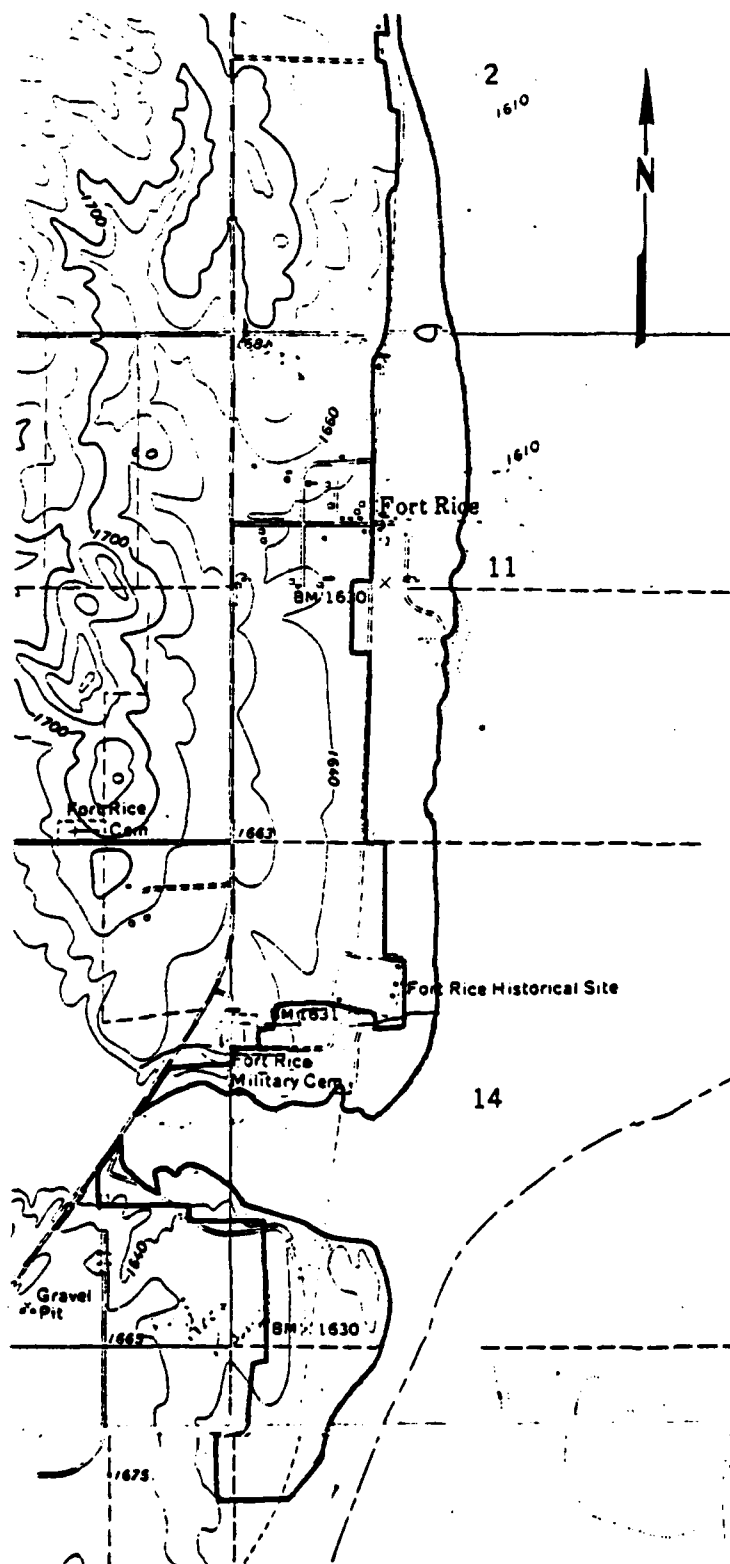 2
1610
N
1700
1660
1610
Fort Rice
1700
11
BM 1630
1700
1640
Fort Rice
Cem
1663
Fort Rice Historical Site
1631
Fort Rice
Military Cem
14
1640
Gravel
Pit
BM × 1630
1665
1675